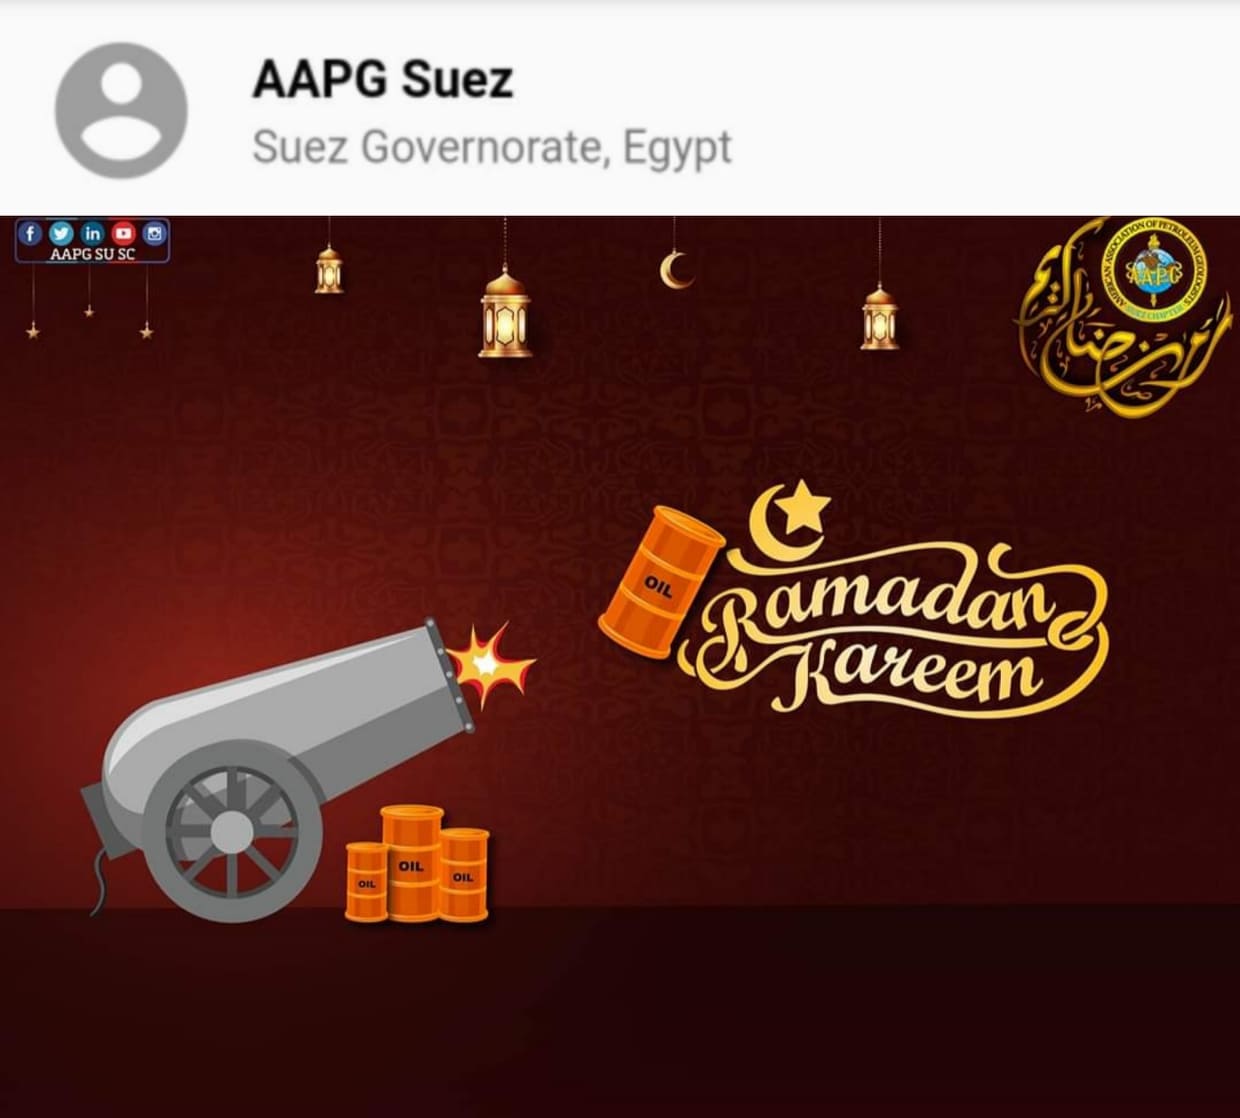 AAPG Suez
Suez Governorate, Egypt
AAPG SU SC
AMERICAN ASSOCIATION OF PETROLEUM GEOLOGISTS
AAPG
SUEZ CHAPTER
رمضان
كريم
OIL
Ramadan
Kareem
OIL
OIL
OIL